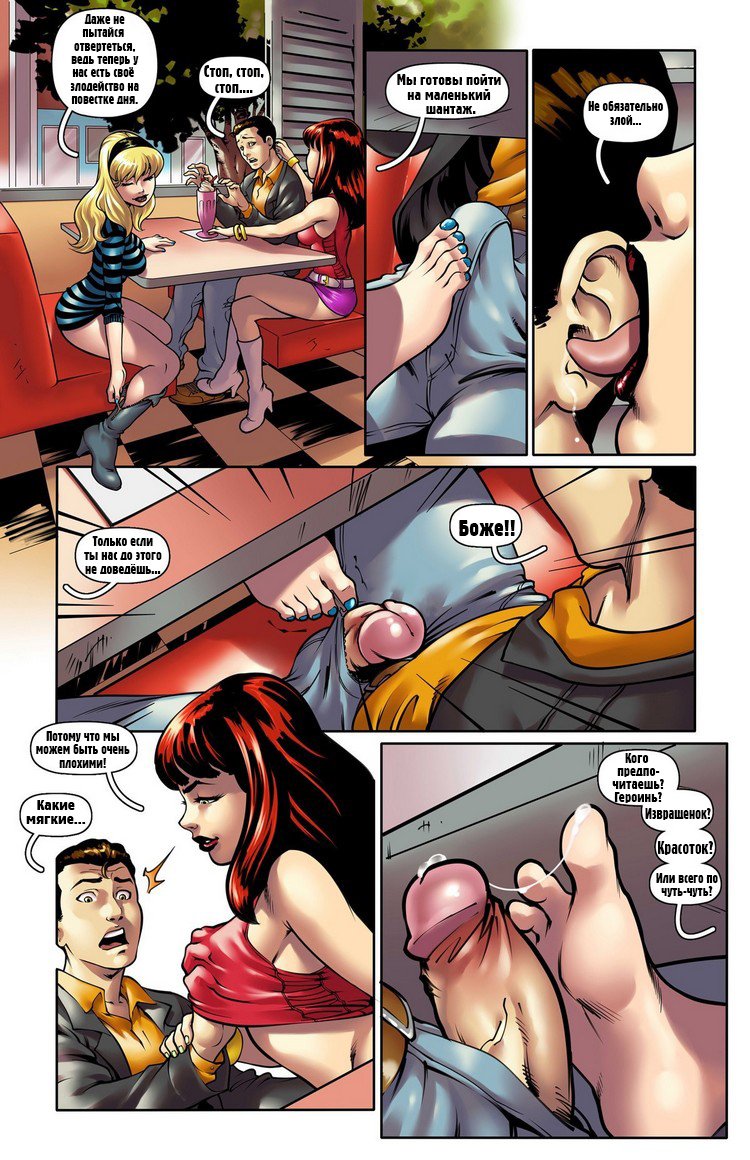 Даже не
пытайся
отвертеться,
ведь теперь у
нас есть своё
злодейство на
повестке дня.
Стоп, стоп,
стоп....
Мы готовы пойти
на маленький
шантаж.
Не обязательно
злой...
Только если
ты нас до этого
не доведёшь...
Боже!!
Потому что мы
можем быть очень
плохими!
Какие
мягкие...
Кого
предпо-
читаешь?
Героинь?
Извращенок?
Красоток?
Или всего по
чуть-чуть?